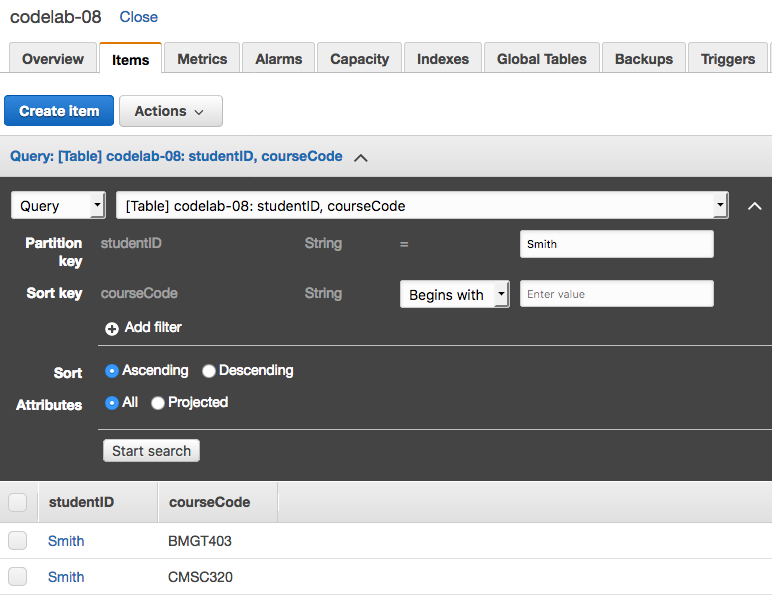 codelab-08 Close
Overview Items Metrics Alarms Capacity Indexes Global Tables Backups Triggers
Create item Actions
Query: [Table] codelab-08: studentID, courseCode
Query [Table] codelab-08: studentID, courseCode
Partition key studentID String = Smith
Sort key courseCode String Begins with Enter value
Add filter
Sort Ascending Descending
Attributes All Projected
Start search
studentID courseCode
Smith BMGT403
Smith CMSC320